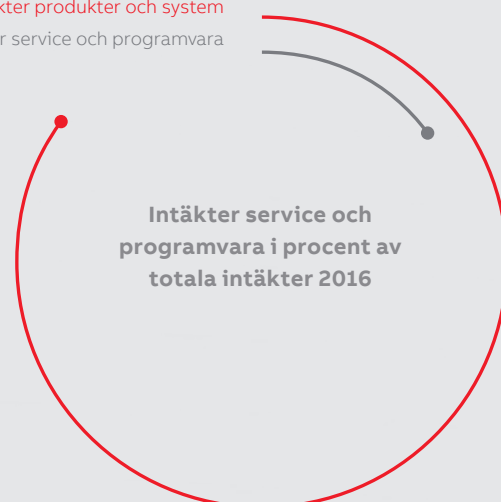 kter produkter och system
r service och programvara
Intäkter service och
programvara i procent av
totala intäkter 2016